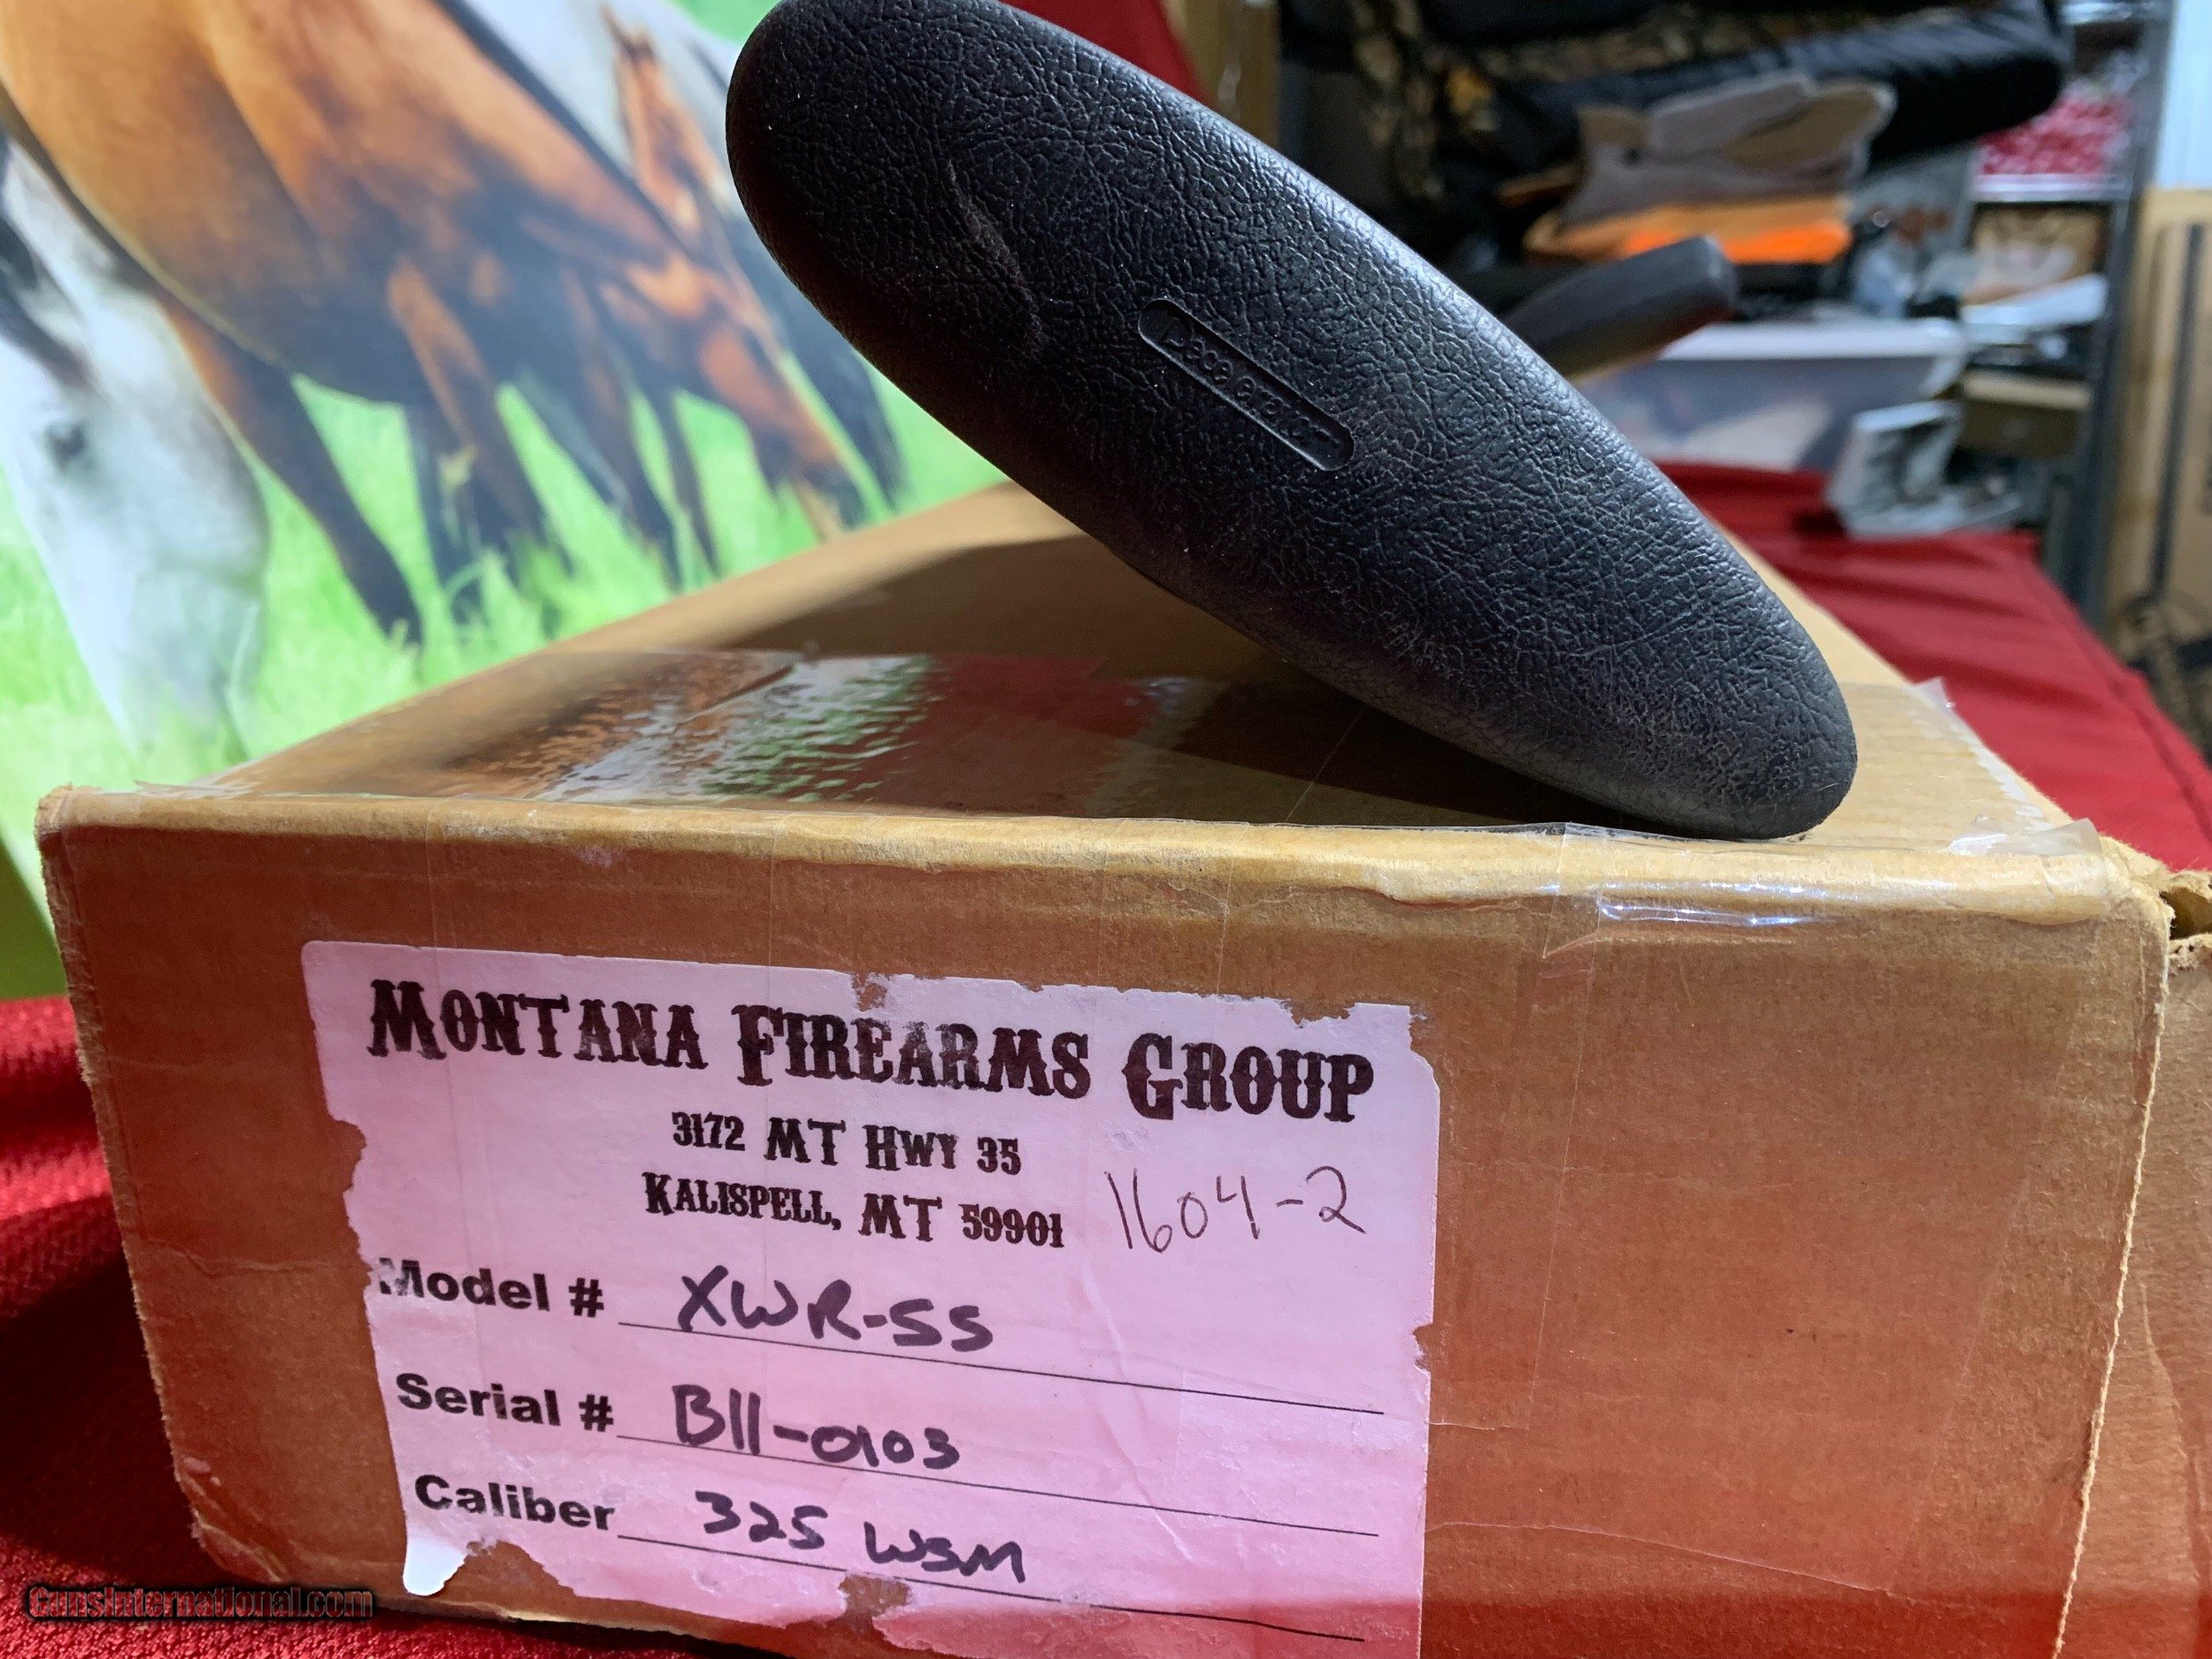 Decelerator
MONTANA FIREARMS GROUP
3172 MT HWY 35
KALISPELL, MT 59901
1604-2
Model # XWR-SS
Serial # B11-0103
Caliber 325 WSM
GunsInternational.com